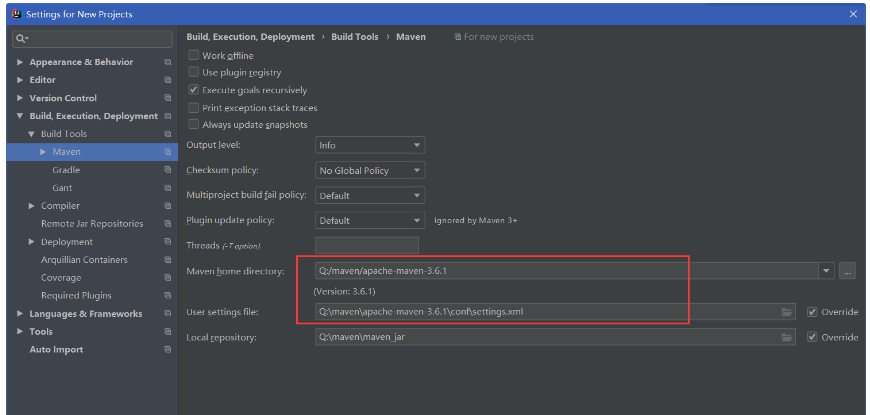 Settings for New Projects
Build, Execution, Deployment › Build Tools › Maven For new projects
Appearance & Behavior
Editor
Version Control
Build, Execution, Deployment
Build Tools
Maven
Gradle
Gant
Compiler
Remote Jar Repositories
Deployment
Arquillian Containers
Coverage
Required Plugins
Languages & Frameworks
Tools
Auto Import
Work offline
Use plugin registry
Execute goals recursively
Print exception stack traces
Always update snapshots
Output level: Info
Checksum policy: No Global Policy
Multiproject build fail policy: Default
Plugin update policy: Default Ignored by Maven 3+
Threads (-T option).
Maven home directory: Q:/maven/apache-maven-3.6.1 ...
(Version: 3.6.1)
User settings file: Q:\maven\apache-maven-3.6.1\conf\settings.xml Override
Local repository: Q:\maven\maven_jar Override